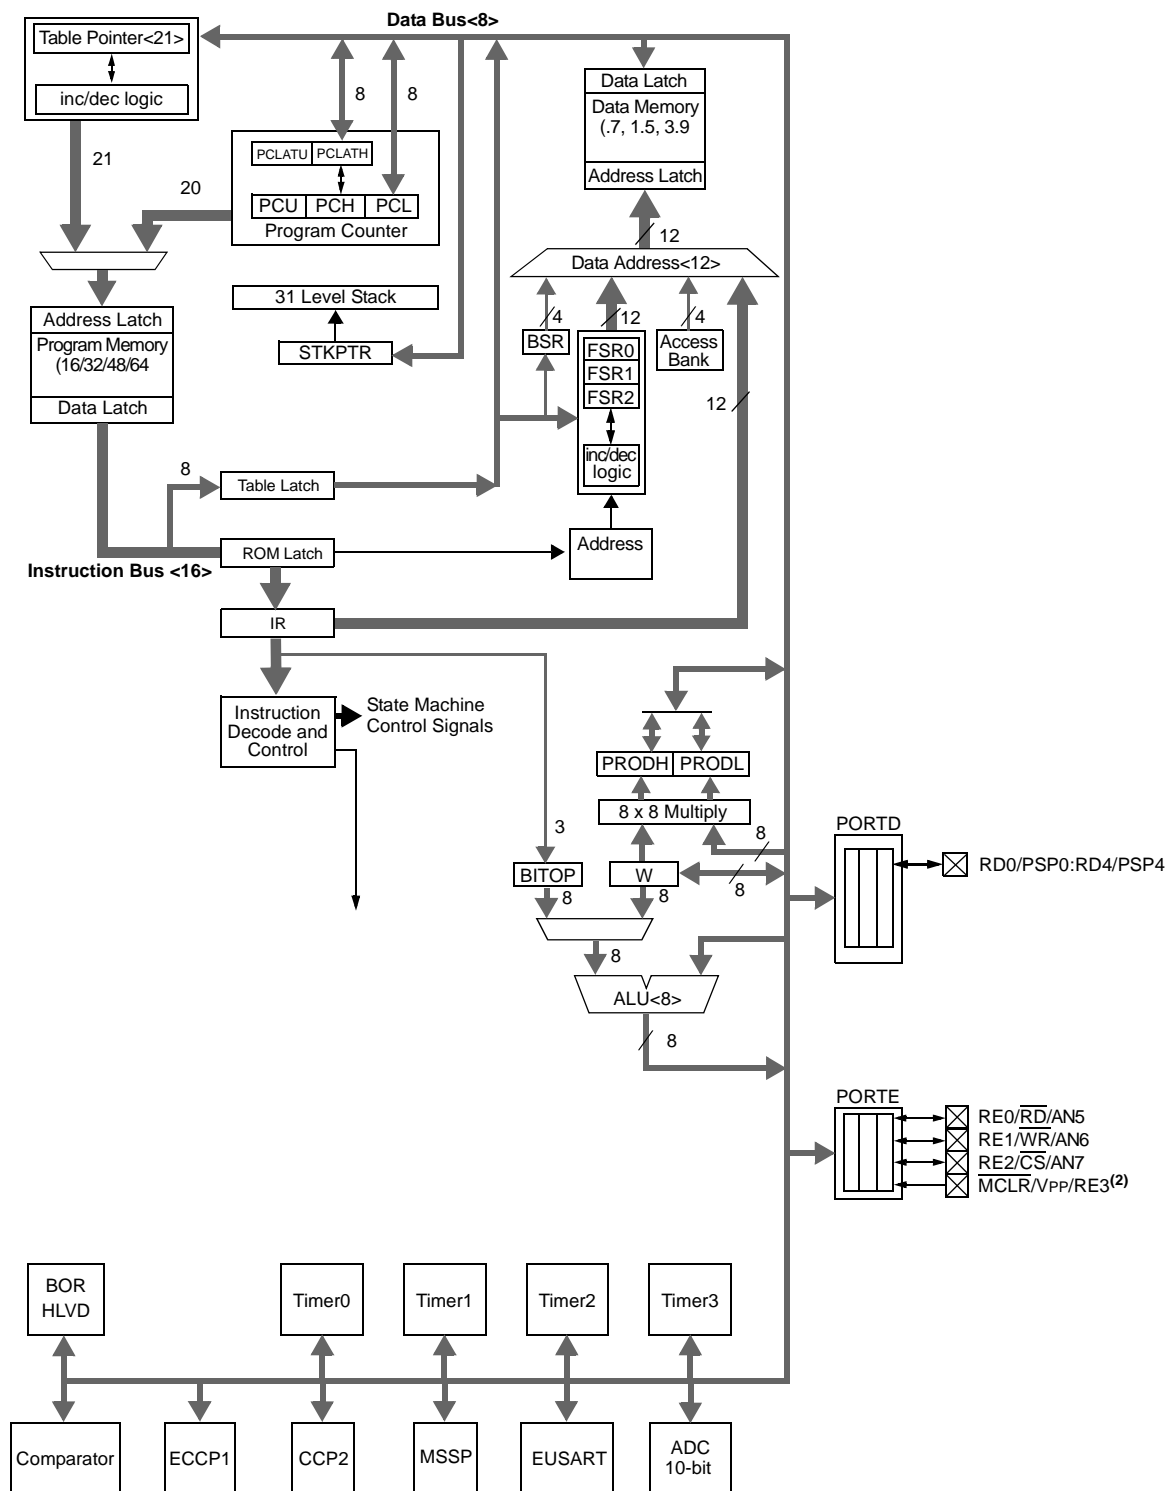 Data Bus<8>
Table Pointer<21>
inc/dec logic
21
20
8
8
PCLATU
PCLATH
PCU
PCH
PCL
Program Counter
Data Latch
Data Memory
(.7, 1.5, 3.9
Address Latch
12
Data Address<12>
31 Level Stack
STKPTR
Address Latch
Program Memory
(16/32/48/64
Data Latch
4
BSR
12
FSR0
FSR1
FSR2
inc/dec
logic
4
Access
Bank
12
8
Table Latch
ROM Latch
Address
Instruction Bus <16>
IR
Instruction
Decode and
Control
State Machine
Control Signals
PRODH
PRODL
8 x 8 Multiply
3
8
BITOP
W
8
8
8
8
ALU<8>
8
PORTD
RD0/PSP0:RD4/PSP4
PORTE
RE0/RD/AN5
RE1/WR/AN6
RE2/CS/AN7
MCLR/VPP/RE3(2)
BOR
HLVD
Timer0
Timer1
Timer2
Timer3
Comparator
ECCP1
CCP2
MSSP
EUSART
ADC
10-bit